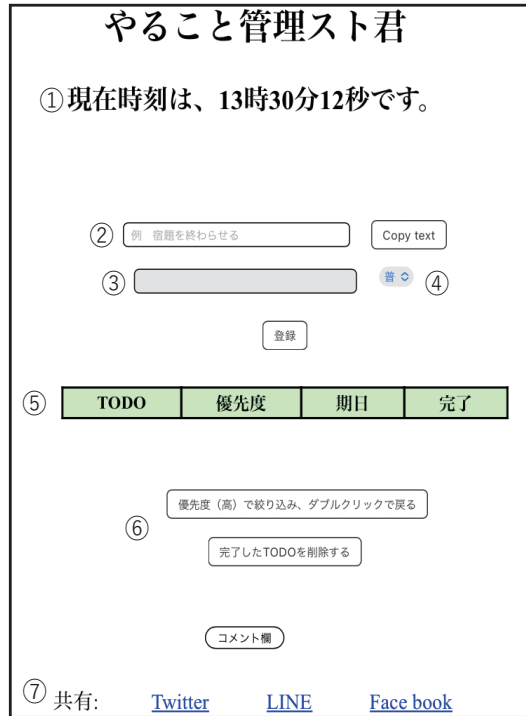 やること管理スト君
①現在時刻は、13時30分12秒です。
② 例 宿題を終わらせる Copy text
③ 普 ④
登録
⑤ TODO 優先度 期日 完了
優先度（高）で絞り込み、ダブルクリックで戻る
⑥
完了したTODOを削除する
コメント欄
⑦ 共有: Twitter LINE Face book